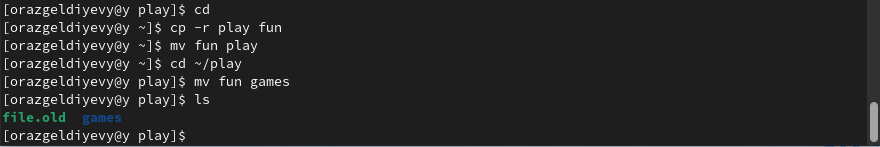 [orazgeldiyevy@y play]$ cd
[orazgeldiyevy@y ~]$ cp -r play fun
[orazgeldiyevy@y ~]$ mv fun play
[orazgeldiyevy@y ~]$ cd ~/play
[orazgeldiyevy@y play]$ mv fun games
[orazgeldiyevy@y play]$ ls
file.old  games
[orazgeldiyevy@y play]$